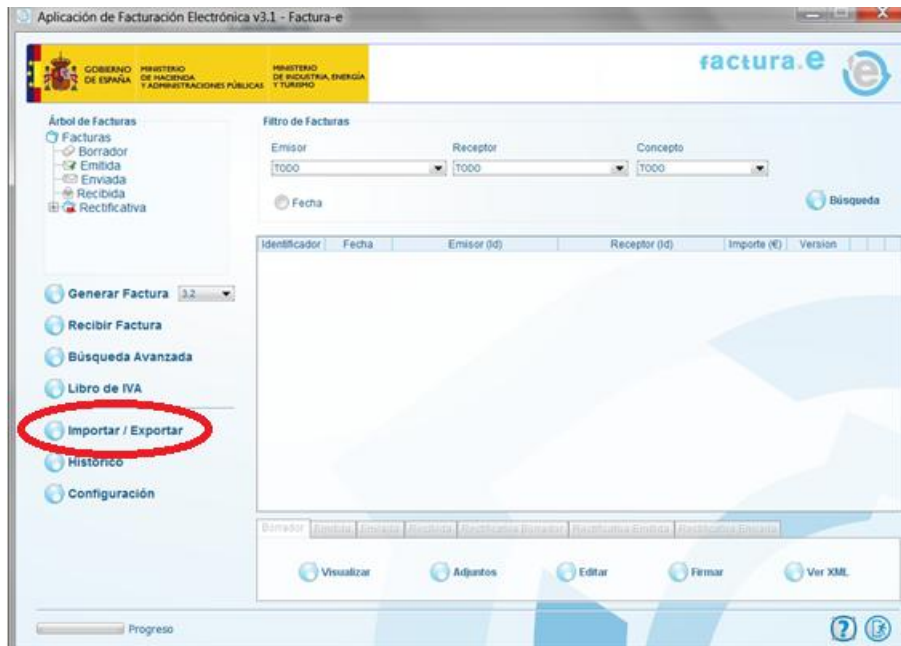 Aplicación de Facturación Electrónica v3.1 - Factura-e
GOBIERNO DE ESPAÑA
MINISTERIO DE HACIENDA Y ADMINISTRACIONES PÚBLICAS
MINISTERIO DE INDUSTRIA, ENERGÍA Y TURISMO
factura.e
Árbol de Facturas
Facturas
Borrador
Emitida
Enviada
Recibida
Rectificativa
Filtro de Facturas
Emisor Receptor Concepto
TODO TODO TODO
Fecha
Búsqueda
Identificador Fecha Emisor (Id) Receptor (Id) Importe (€) Version
Generar Factura 3.2
Recibir Factura
Búsqueda Avanzada
Libro de IVA
Importar / Exportar
Histórico
Configuración
Borrador Emitida Enviada Recibida Rectificativa Borrador Rectificativa Emitida Rectificativa Enviada
Visualizar Adjuntos Editar Firmar Ver XML
Progreso